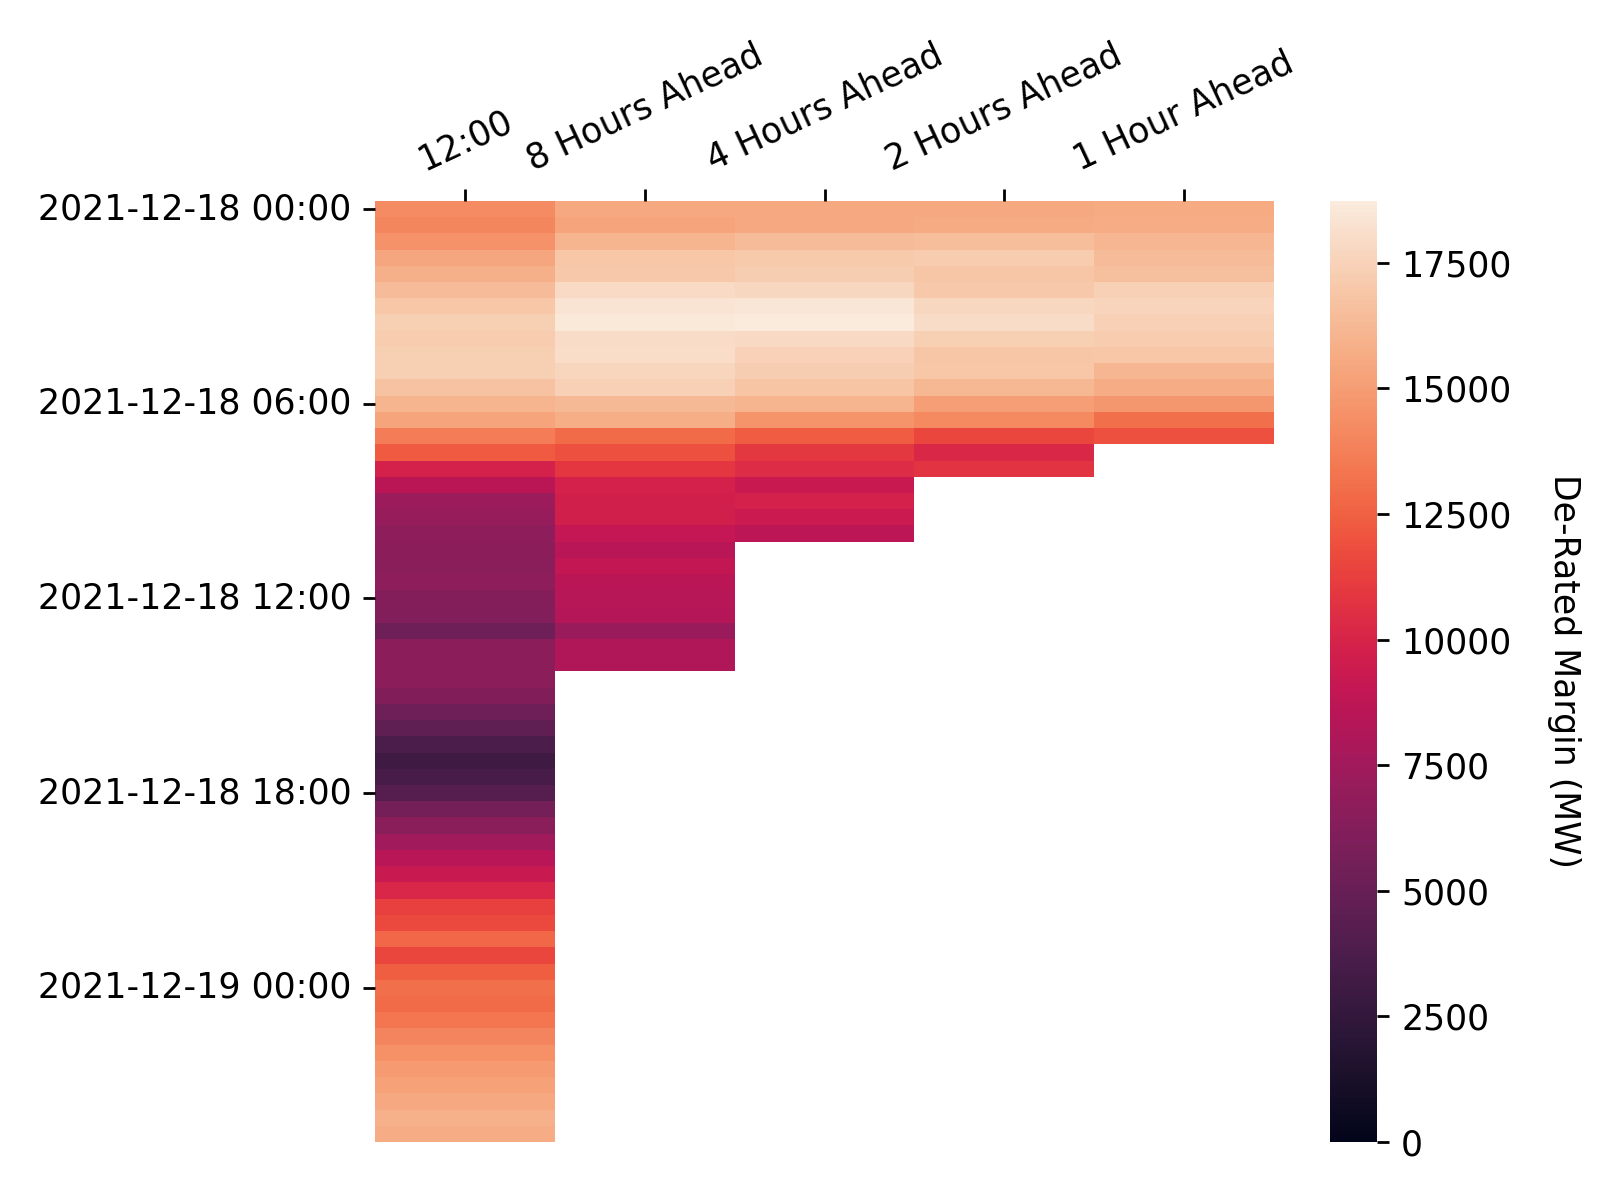 12:00
8 Hours Ahead
4 Hours Ahead
2 Hours Ahead
1 Hour Ahead
2021-12-18 00:00
2021-12-18 06:00
2021-12-18 12:00
2021-12-18 18:00
2021-12-19 00:00
17500
15000
12500
10000
7500
5000
2500
0
De-Rated Margin (MW)